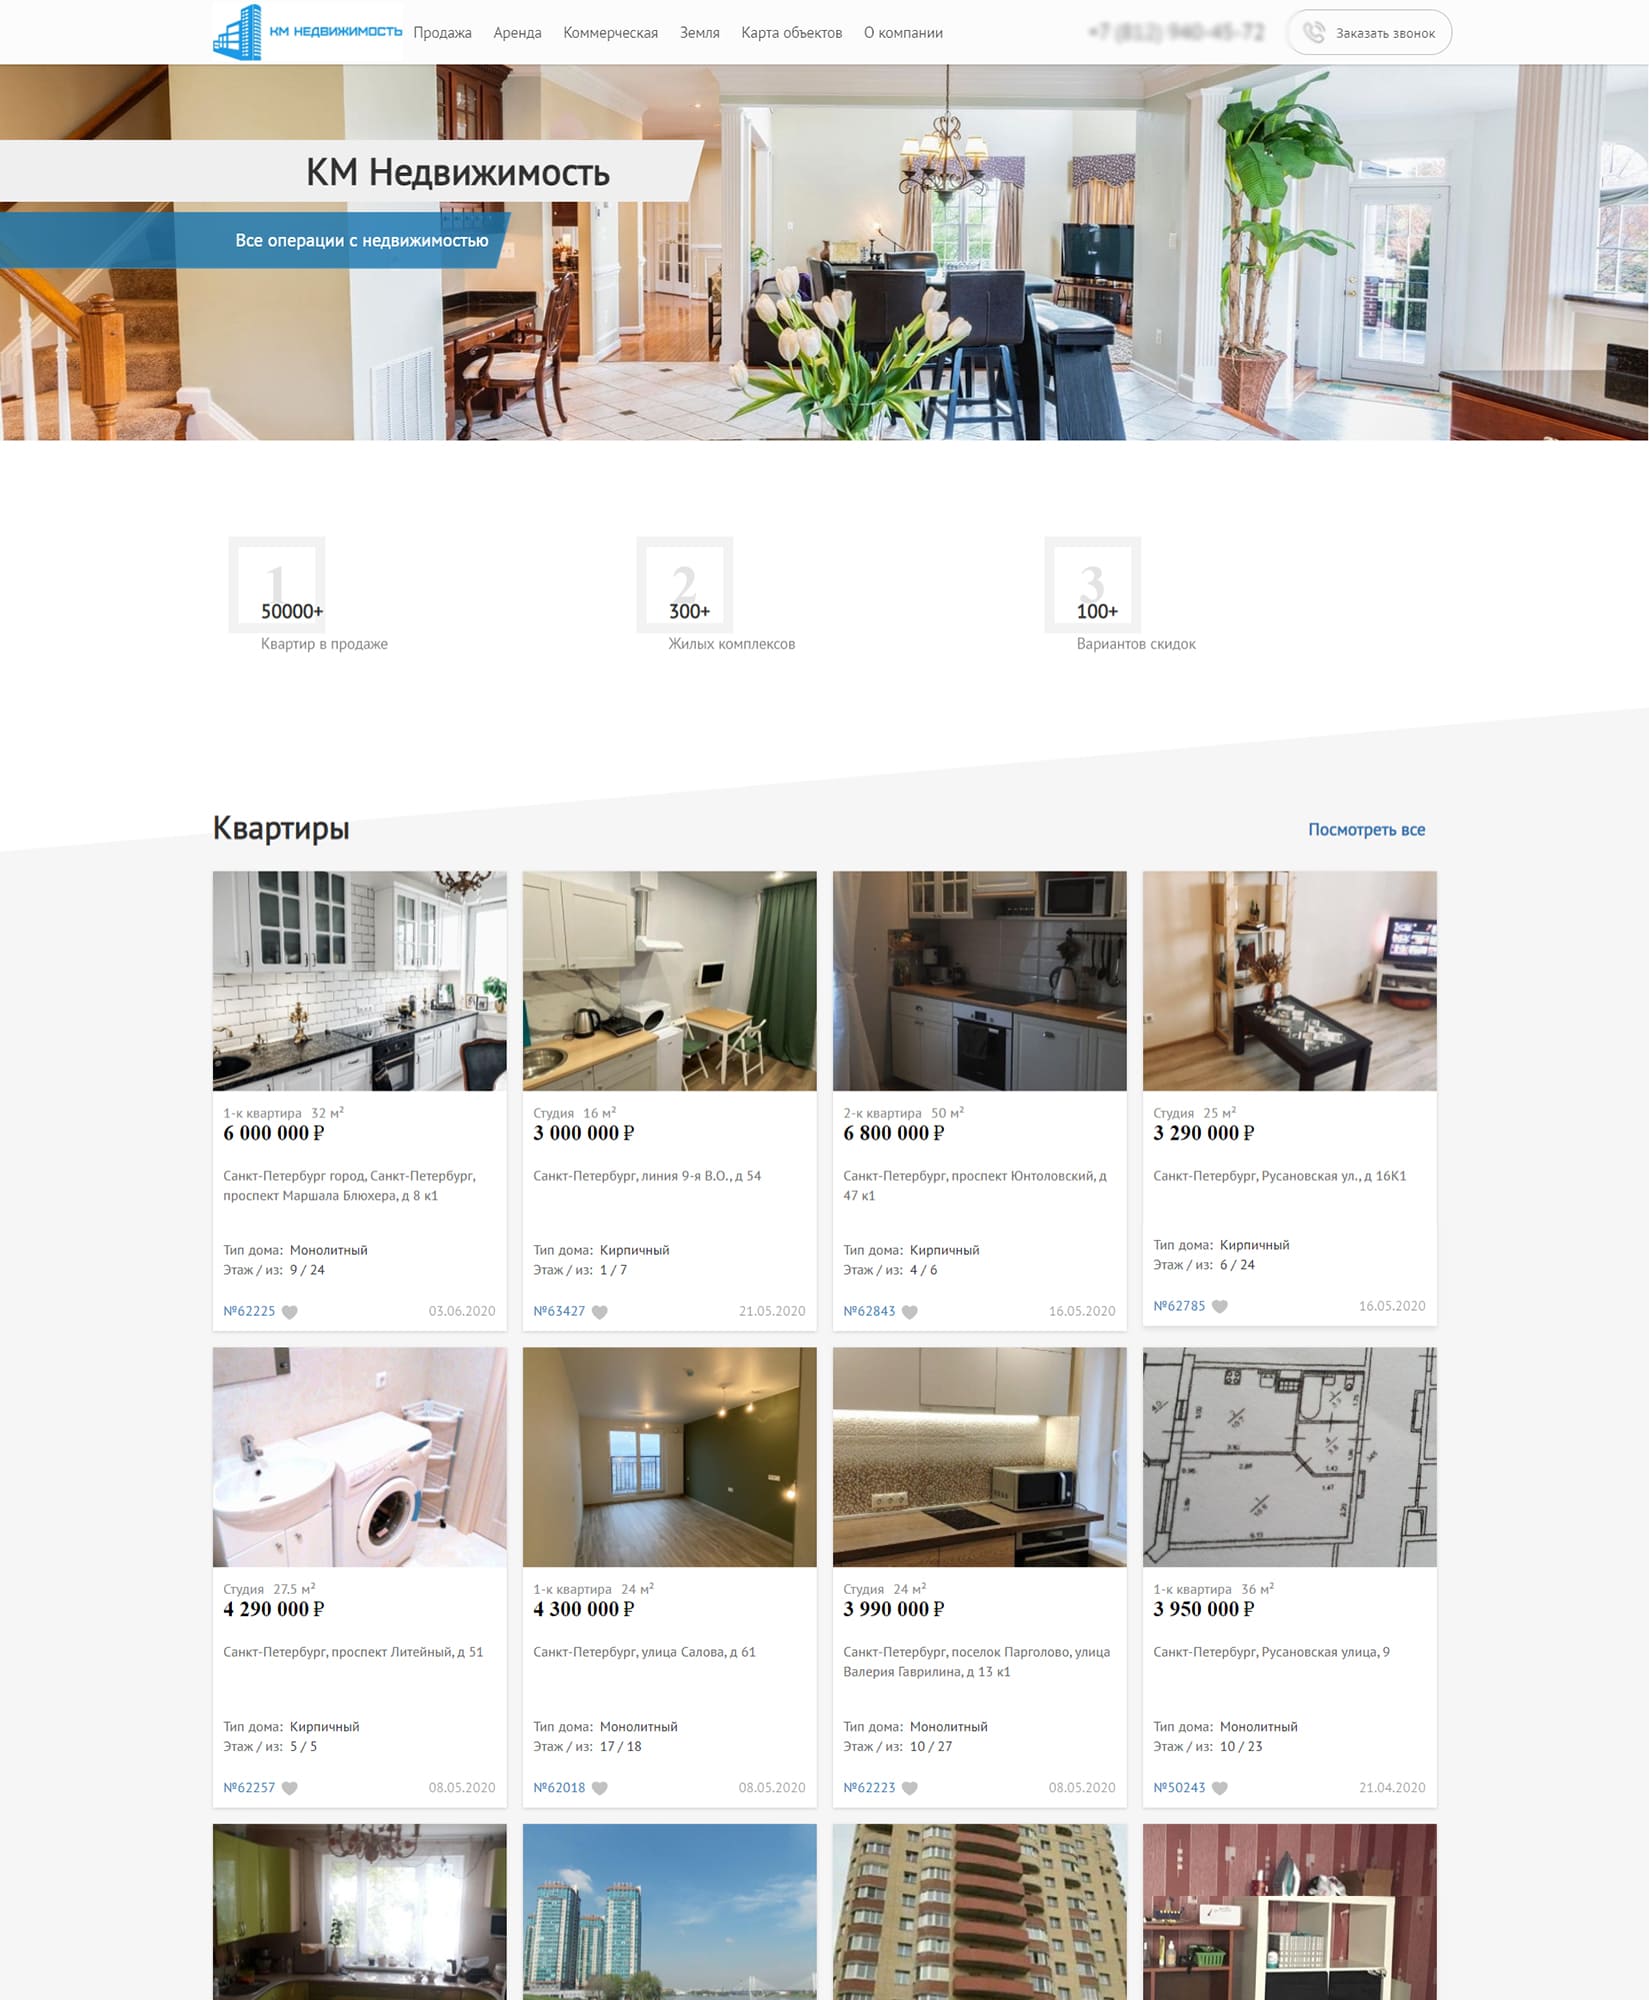 КМ НЕДВИЖИМОСТЬ Продажа Аренда Коммерческая Земля Карта объектов О компании Заказать звонок
КМ Недвижимость
Все операции с недвижимостью
1 2 3
50000+ 300+ 100+
Квартир в продаже Жилых комплексов Вариантов скидок
Квартиры Посмотреть все
1-к квартира 32 м²
6 000 000 ₽
Санкт-Петербург город, Санкт-Петербург,
проспект Маршала Блюхера, д 8 к1
Тип дома: Монолитный
Этаж / из: 9 / 24
№62225 03.06.2020
Студия 16 м²
3 000 000 ₽
Санкт-Петербург, линия 9-я В.О., д 54
Тип дома: Кирпичный
Этаж / из: 1 / 7
№63427 21.05.2020
2-к квартира 50 м²
6 800 000 ₽
Санкт-Петербург, проспект Юнтоловский, д
47 к1
Тип дома: Кирпичный
Этаж / из: 4 / 6
№62843 16.05.2020
Студия 25 м²
3 290 000 ₽
Санкт-Петербург, Русановская ул., д 16К1
Тип дома: Кирпичный
Этаж / из: 6 / 24
№62785 16.05.2020
Студия 27.5 м²
4 290 000 ₽
Санкт-Петербург, проспект Литейный, д 51
Тип дома: Кирпичный
Этаж / из: 5 / 5
№62257 08.05.2020
1-к квартира 24 м²
4 300 000 ₽
Санкт-Петербург, улица Салова, д 61
Тип дома: Монолитный
Этаж / из: 17 / 18
№62018 08.05.2020
Студия 24 м²
3 990 000 ₽
Санкт-Петербург, поселок Парголово, улица
Валерия Гаврилина, д 13 к1
Тип дома: Монолитный
Этаж / из: 10 / 27
№62223 08.05.2020
1-к квартира 36 м²
3 950 000 ₽
Санкт-Петербург, Русановская улица, 9
Тип дома: Монолитный
Этаж / из: 10 / 23
№50243 21.04.2020